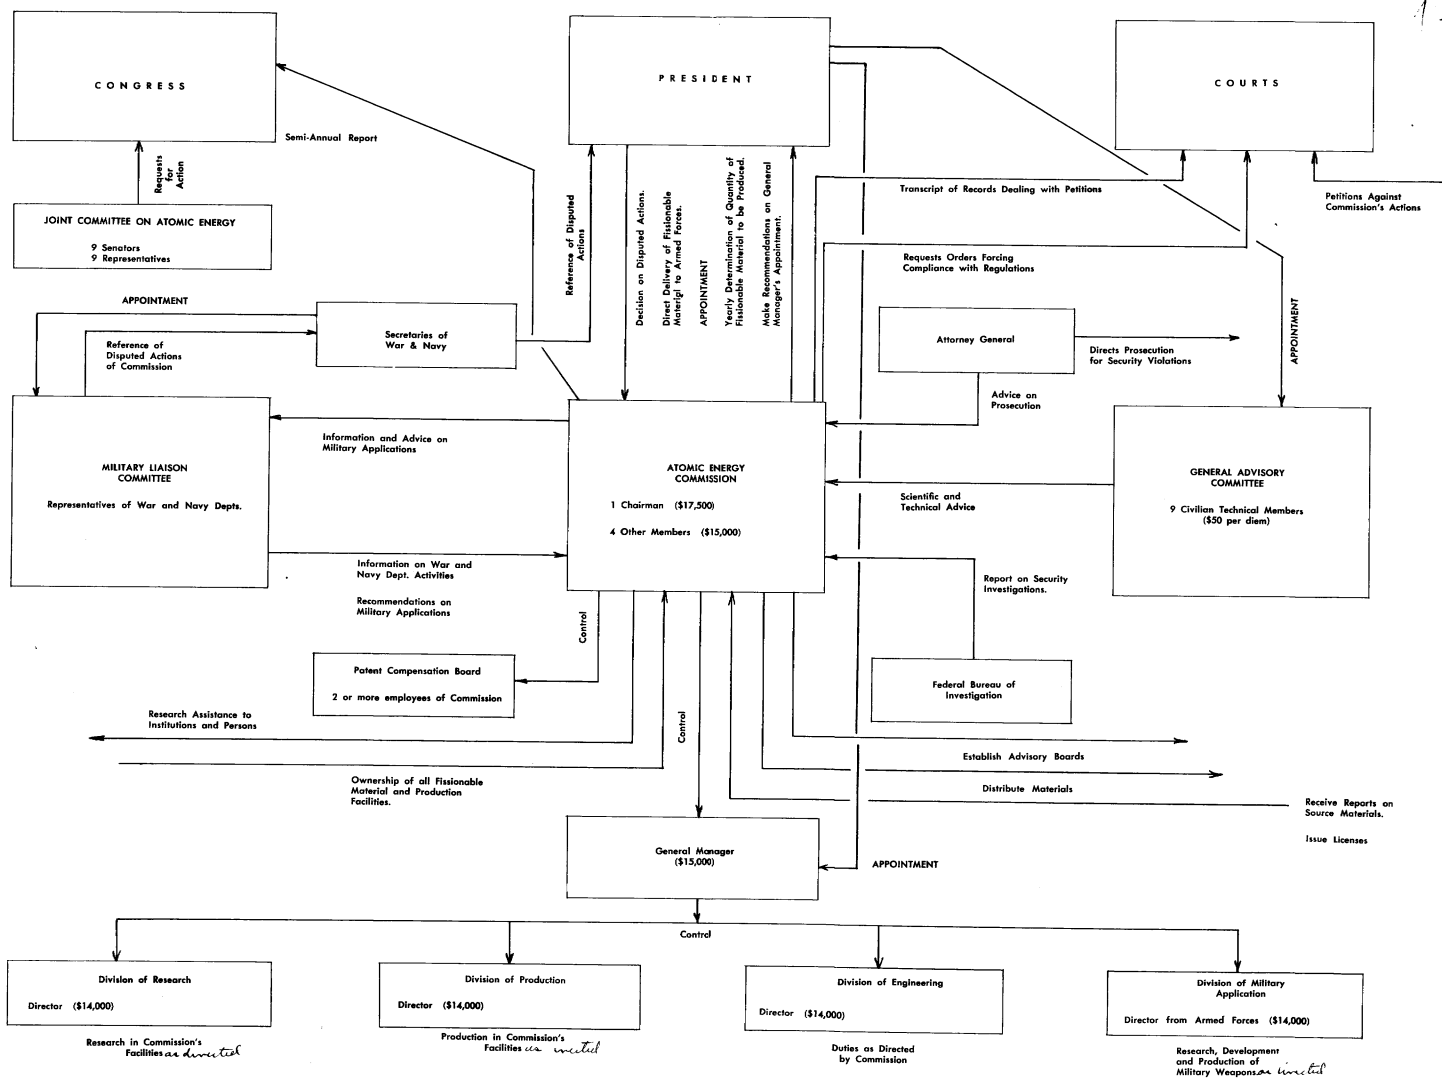 CONGRESS
PRESIDENT
COURTS
Semi-Annual Report
Requests
for
Action
JOINT COMMITTEE ON ATOMIC ENERGY
9 Senators
9 Representatives
Reference of Disputed
Actions
Decision on Disputed Actions.
Direct Delivery of Fissionable
Material to Armed Forces.
APPOINTMENT
Yearly Determination of Quantity of
Fissionable Material to be Produced.
Make Recommendations on General
Manager's Appointment.
Transcript of Records Dealing with Petitions
Petitions Against
Commission's Actions
Requests Orders Forcing
Compliance with Regulations
APPOINTMENT
APPOINTMENT
Secretaries of
War & Navy
Reference of
Disputed Actions
of Commission
Attorney General
Directs Prosecution
for Security Violations
Advice on
Prosecution
Information and Advice on
Military Applications
MILITARY LIAISON
COMMITTEE
Representatives of War and Navy Depts.
ATOMIC ENERGY
COMMISSION
1 Chairman ($17,500)
4 Other Members ($15,000)
GENERAL ADVISORY
COMMITTEE
9 Civilian Technical Members
($50 per diem)
Scientific and
Technical Advice
Information on War and
Navy Dept. Activities
Recommendations on
Military Applications
Report on Security
Investigations.
Control
Patent Compensation Board
2 or more employees of Commission
Federal Bureau of
Investigation
Research Assistance to
Institutions and Persons
Control
Establish Advisory Boards
Ownership of all Fissionable
Material and Production
Facilities.
Distribute Materials
Receive Reports on
Source Materials.
Issue Licenses
General Manager
($15,000)
APPOINTMENT
Control
Division of Research
Director ($14,000)
Division of Production
Director ($14,000)
Division of Engineering
Director ($14,000)
Division of Military
Application
Director from Armed Forces ($14,000)
Research in Commission's
Facilities as directed
Production in Commission's
Facilities as
Duties as Directed
by Commission
Research, Development
and Production of
Military Weapons as